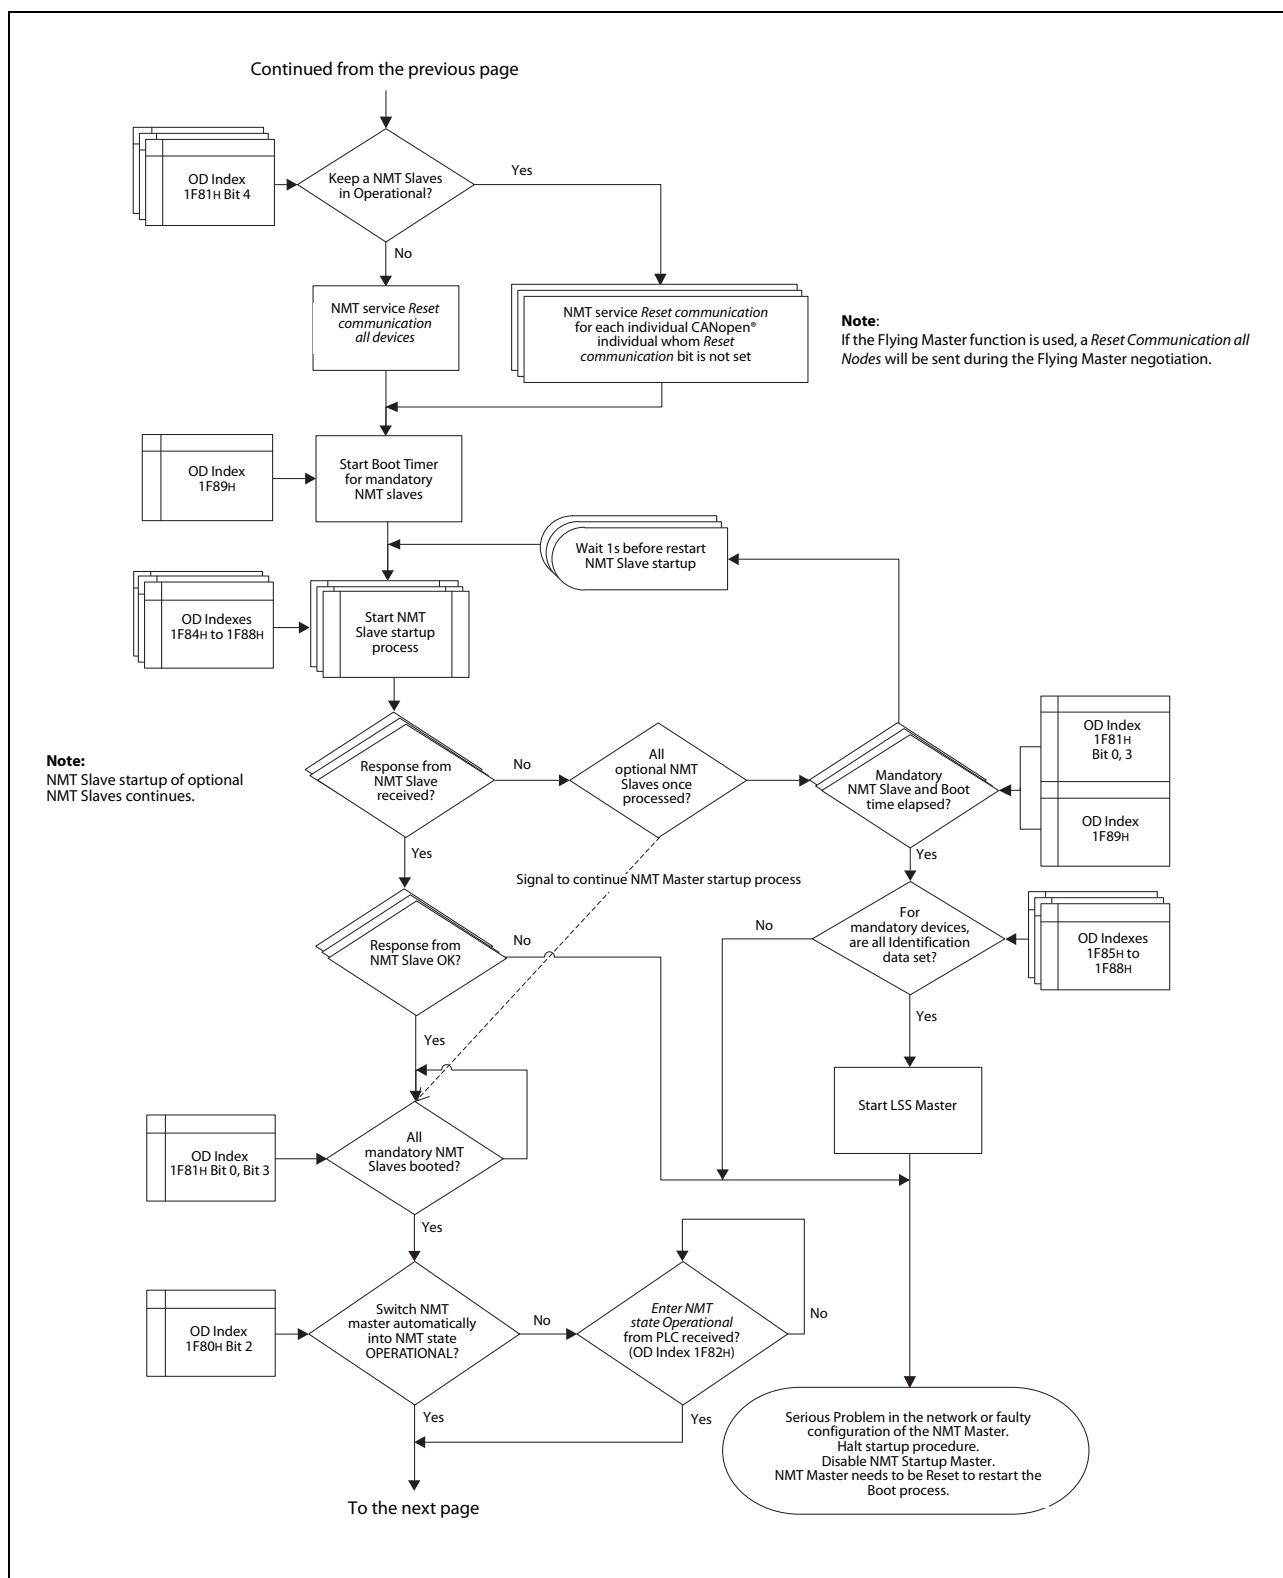 Continued from the previous page
OD Index
1F81H Bit 4
Keep a NMT Slaves
in Operational?
Yes
No
NMT service Reset
communication
all devices
NMT service Reset communication
for each individual CANopen®
individual whom Reset
communication bit is not set
Note:
If the Flying Master function is used, a Reset Communication all
Nodes will be sent during the Flying Master negotiation.
OD Index
1F89H
Start Boot Timer
for mandatory
NMT slaves
Wait 1s before restart
NMT Slave startup
OD Indexes
1F84H to 1F88H
Start NMT
Slave startup
process
Note:
NMT Slave startup of optional
NMT Slaves continues.
Response from
NMT Slave
received?
No
All
optional NMT
Slaves once
processed?
Mandatory
NMT Slave and Boot
time elapsed?
OD Index
1F81H
Bit 0, 3
OD Index
1F89H
Yes
Yes
Signal to continue NMT Master startup process
Response from
NMT Slave OK?
No
No
For
mandatory devices,
are all Identification
data set?
OD Indexes
1F85H to
1F88H
Yes
Yes
Start LSS Master
OD Index
1F81H Bit 0, Bit 3
All
mandatory NMT
Slaves booted?
Yes
OD Index
1F80H Bit 2
Switch NMT
master automatically
into NMT state
OPERATIONAL?
No
Enter NMT
state Operational
from PLC received?
(OD Index 1F82H)
No
Yes
Yes
Serious Problem in the network or faulty
configuration of the NMT Master.
Halt startup procedure.
Disable NMT Startup Master.
NMT Master needs to be Reset to restart the
Boot process.
To the next page